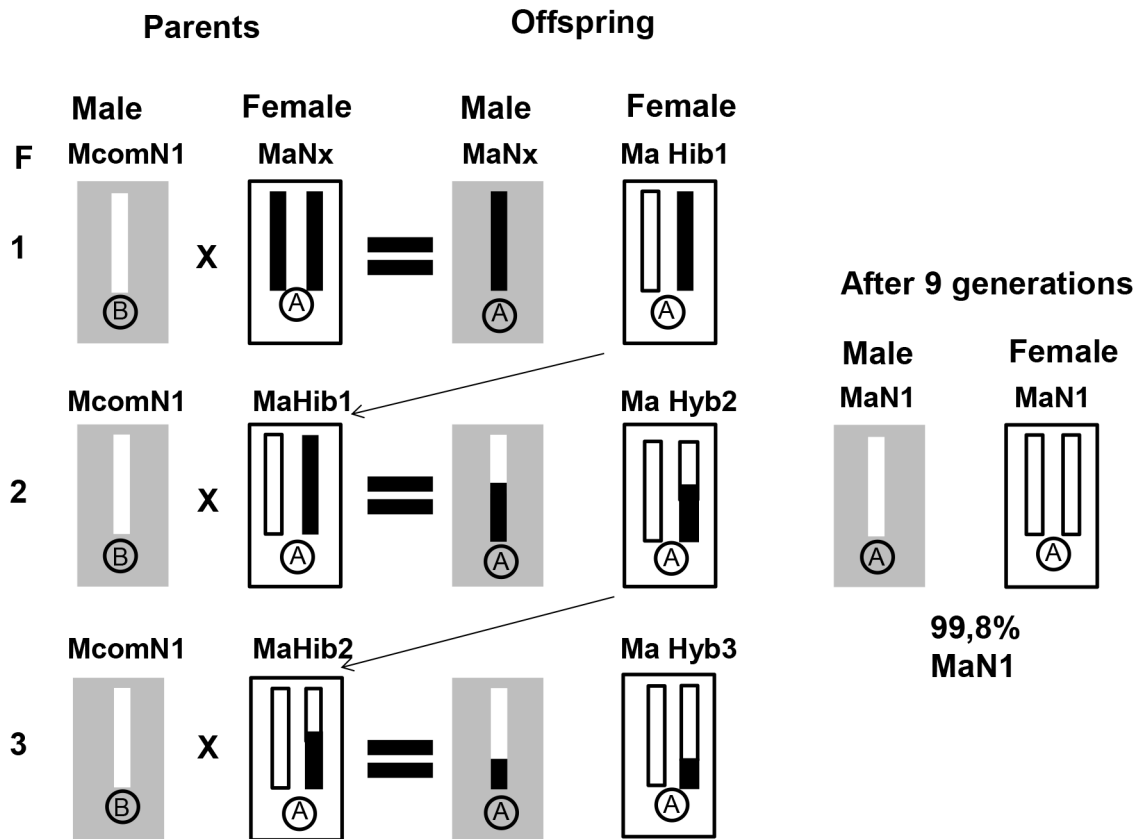 Parents Offspring
Male Female Male Female
F McomN1 MaNx MaNx Ma Hib1
1 X
B A A A
McomN1 MaHib1 Ma Hyb2
2 X
B A A A
McomN1 MaHib2 Ma Hyb3
3 X
B A A A
After 9 generations
Male Female
MaN1 MaN1
A A
99,8%
MaN1